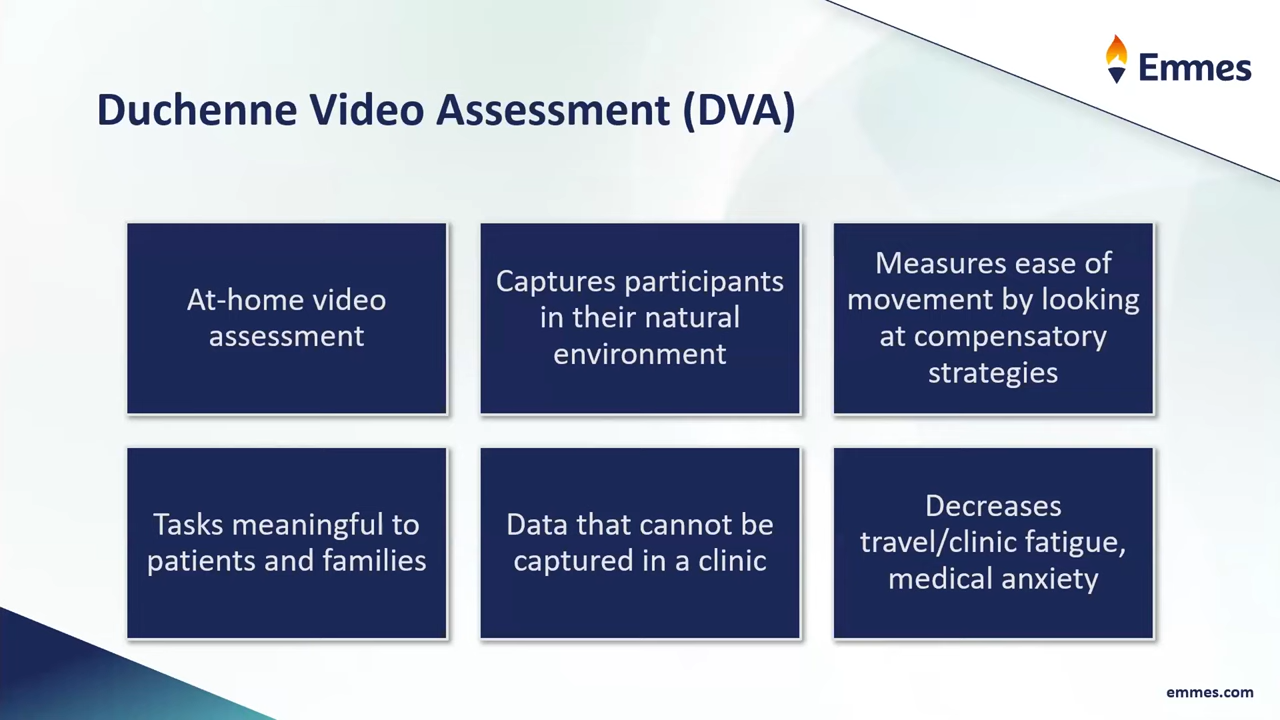 Emmes
Duchenne Video Assessment (DVA)
At-home video
assessment
Captures participants
in their natural
environment
Measures ease of
movement by looking
at compensatory
strategies
Tasks meaningful to
patients and families
Data that cannot be
captured in a clinic
Decreases
travel/clinic fatigue,
medical anxiety
emmes.com